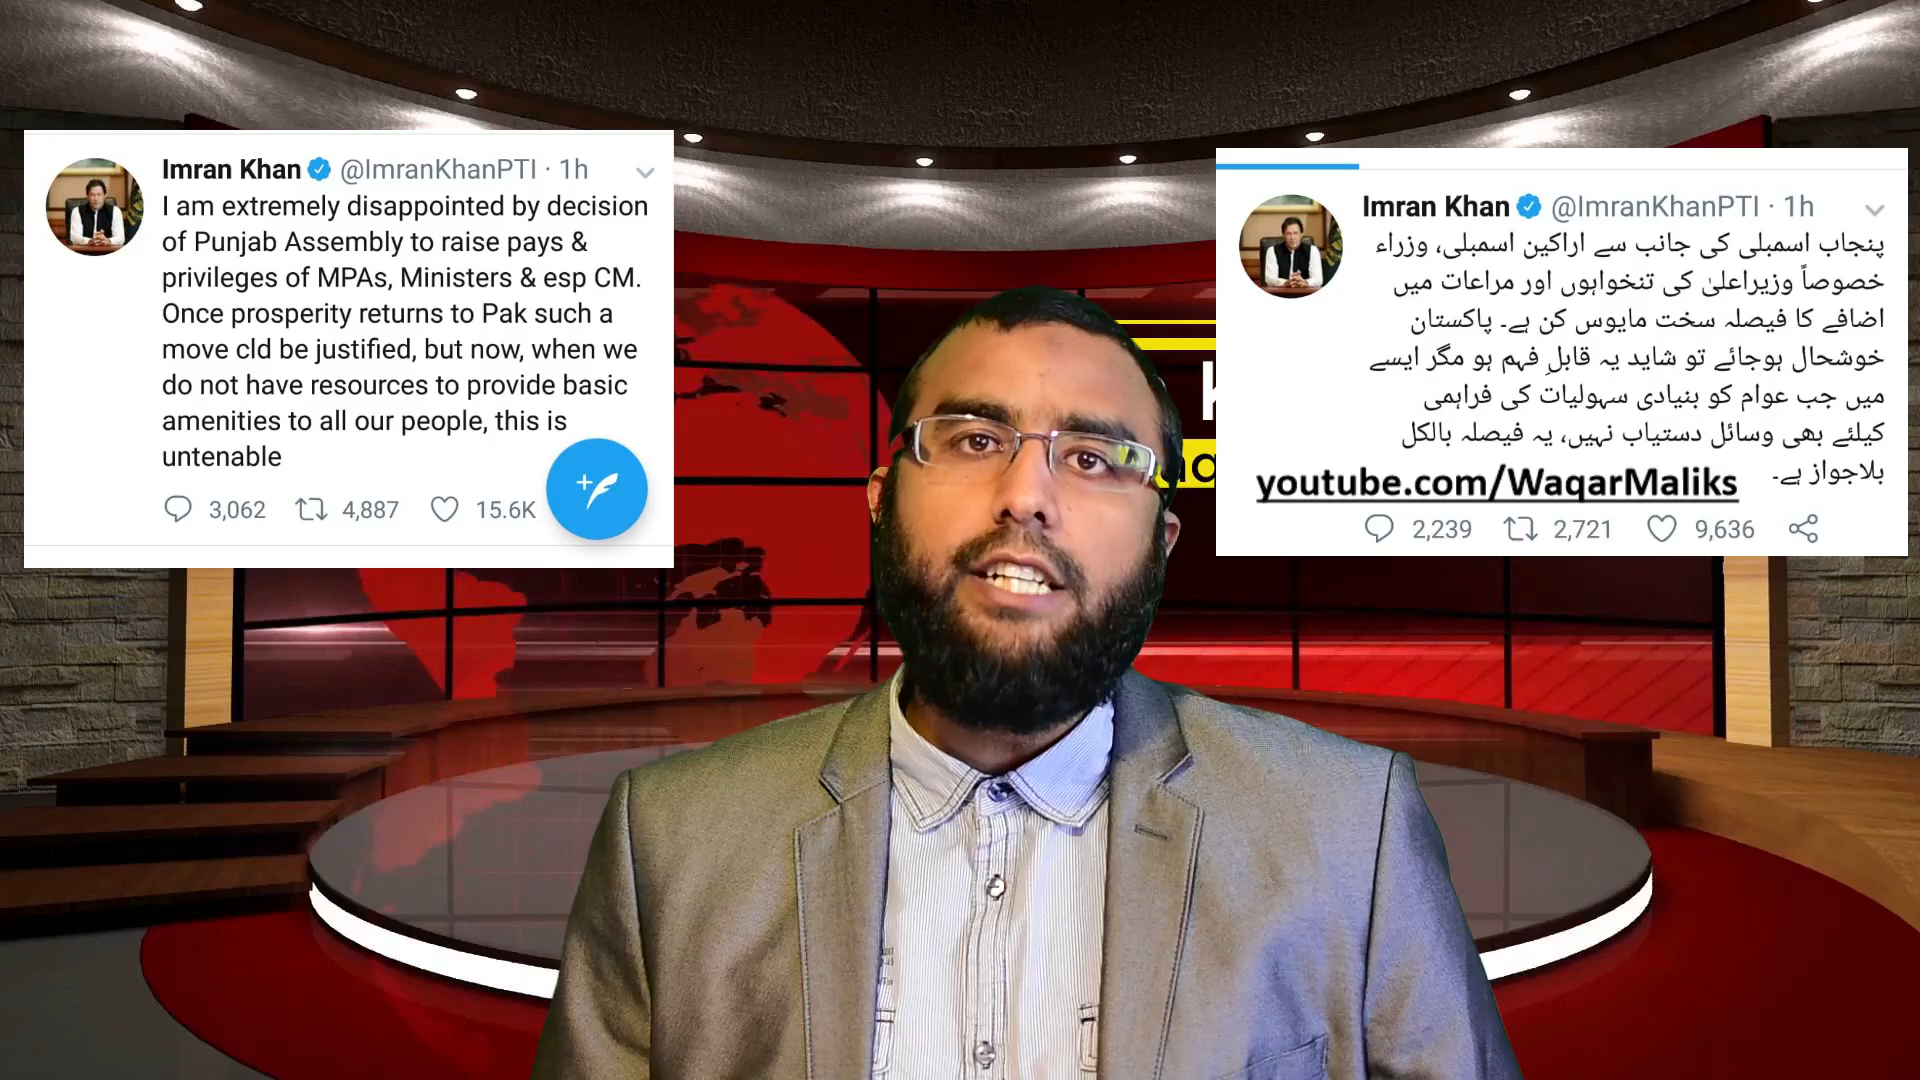 Imran Khan @ImranKhanPTI · 1h
I am extremely disappointed by decision
of Punjab Assembly to raise pays &
privileges of MPAs, Ministers & esp CM.
Once prosperity returns to Pak such a
move cld be justified, but now, when we
do not have resources to provide basic
amenities to all our people, this is
untenable
3,062 4,887 15.6K
Imran Khan @ImranKhanPTI · 1h
پنجاب اسمبلی کی جانب سے اراکین اسمبلی، وزراء
خصوصاً وزیراعلیٰ کی تنخواہوں اور مراعات میں
اضافے کا فیصلہ سخت مایوس کن ہے۔ پاکستان
خوشحال ہوجائے تو شاید یہ قابلِ فہم ہو مگر ایسے
میں جب عوام کو بنیادی سہولیات کی فراہمی
کیلئے بھی وسائل دستیاب نہیں، یہ فیصلہ بالکل
بلاجواز ہے۔
youtube.com/WaqarMaliks
2,239 2,721 9,636